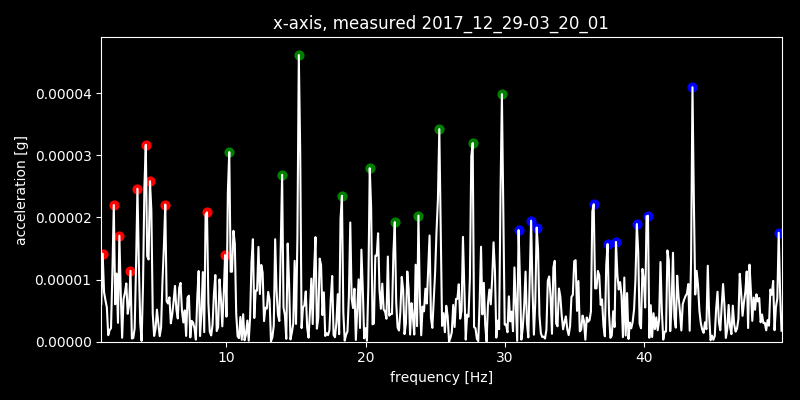 x-axis, measured 2017_12_29-03_20_01
acceleration [g]
0.00004
0.00003
0.00002
0.00001
0.00000
10 20 30 40
frequency [Hz]